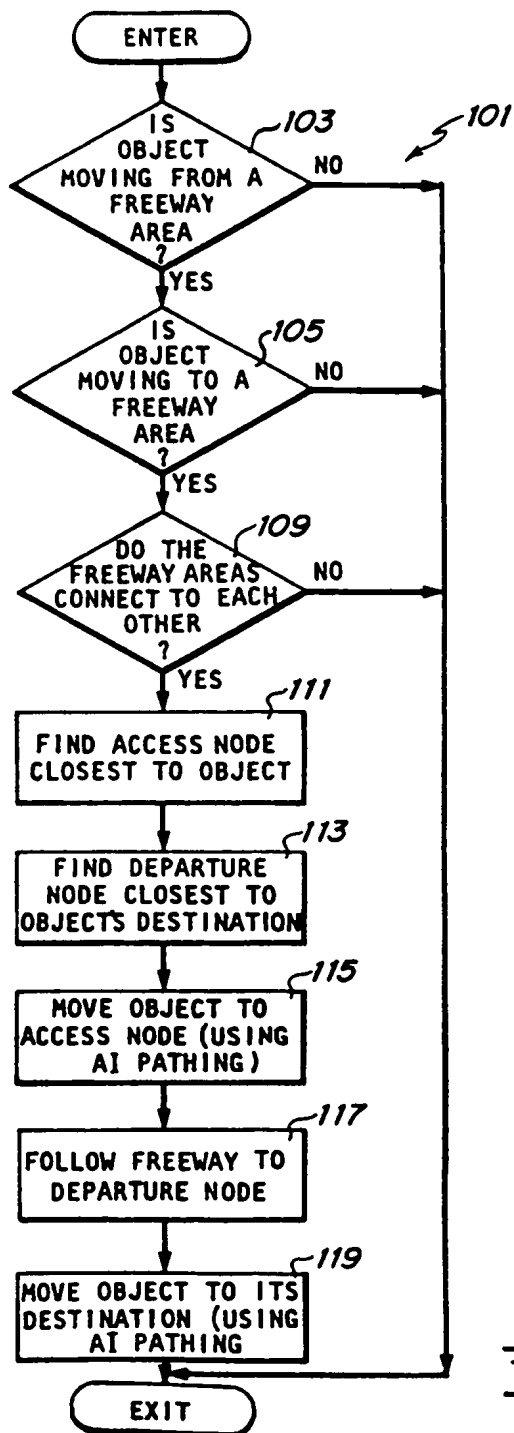 ENTER
103
101
IS
OBJECT
MOVING FROM A
FREEWAY
AREA
?
NO
YES
105
IS
OBJECT
MOVING TO A
FREEWAY
AREA
?
NO
YES
109
DO THE
FREEWAY AREAS
CONNECT TO EACH
OTHER
?
NO
YES
111
FIND ACCESS NODE
CLOSEST TO OBJECT
113
FIND DEPARTURE
NODE CLOSEST TO
OBJECT'S DESTINATION
115
MOVE OBJECT TO
ACCESS NODE (USING
AI PATHING)
117
FOLLOW FREEWAY TO
DEPARTURE NODE
119
MOVE OBJECT TO ITS
DESTINATION (USING
AI PATHING
EXIT